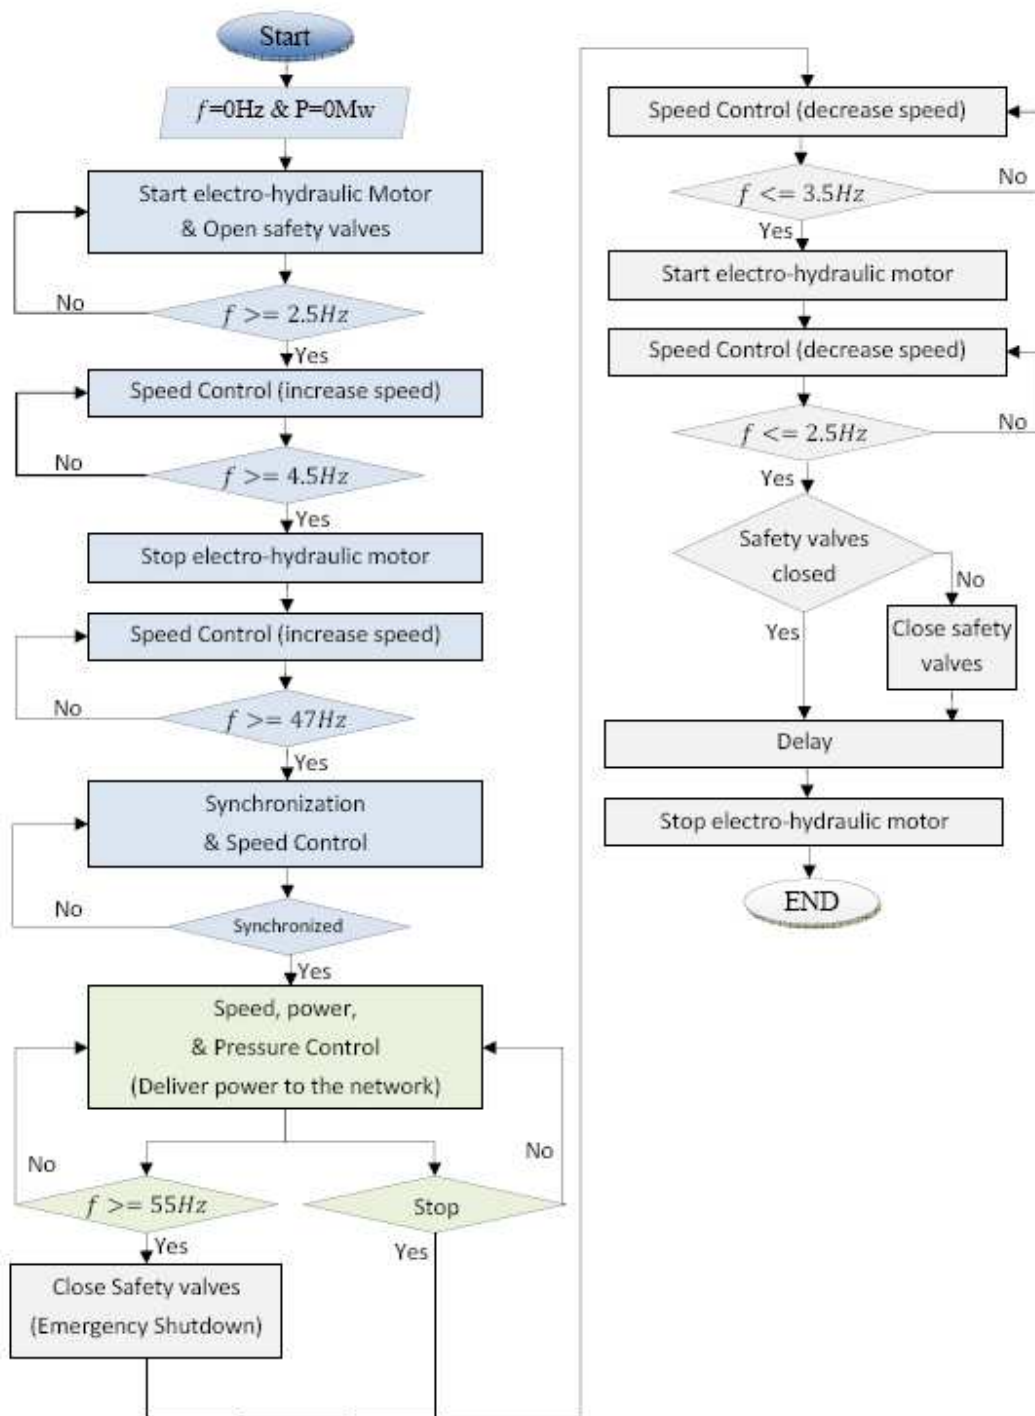 Start
f=0Hz & P=0Mw
Start electro-hydraulic Motor
& Open safety valves
No
f >= 2.5Hz
Yes
Speed Control (increase speed)
No
f >= 4.5Hz
Yes
Stop electro-hydraulic motor
Speed Control (increase speed)
No
f >= 47Hz
Yes
Synchronization
& Speed Control
No
Synchronized
Yes
Speed, power,
& Pressure Control
(Deliver power to the network)
No
No
f >= 55Hz
Stop
Yes
Yes
Close Safety valves
(Emergency Shutdown)
Speed Control (decrease speed)
No
f <= 3.5Hz
Yes
Start electro-hydraulic motor
Speed Control (decrease speed)
No
f <= 2.5Hz
Yes
Safety valves
closed
No
Yes
Close safety
valves
Delay
Stop electro-hydraulic motor
END